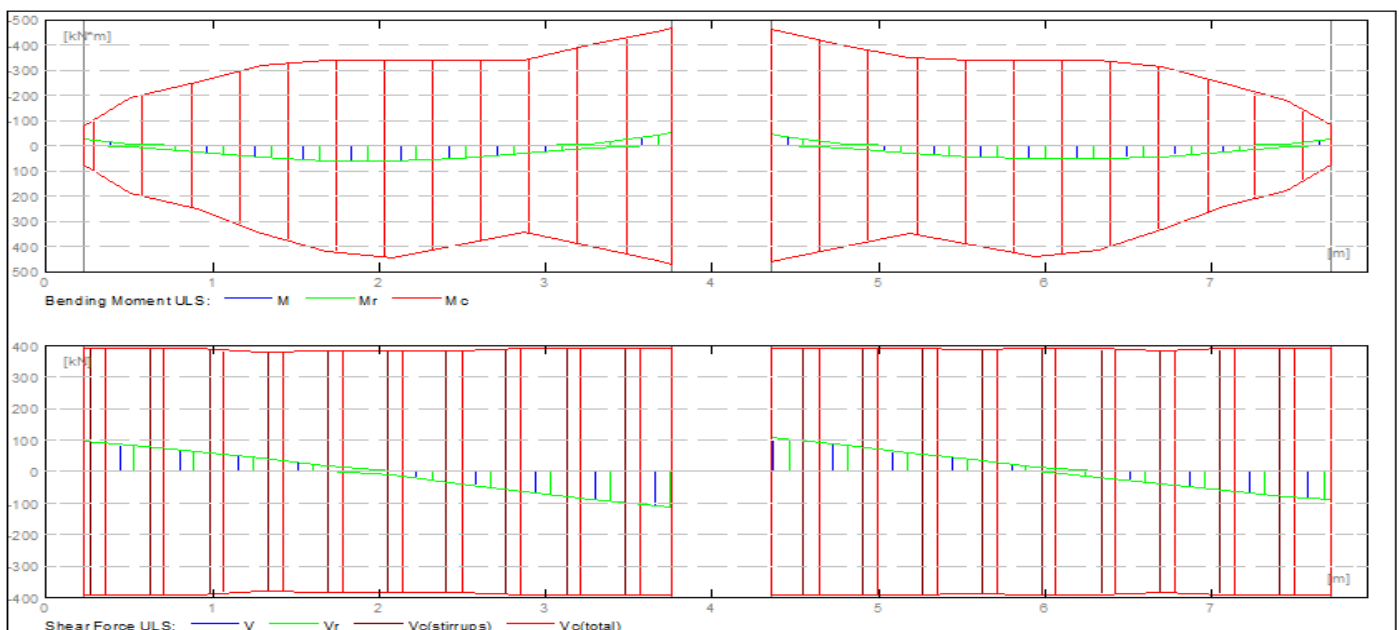 -500
[kN*m]
-400
-300
-200
-100
0
100
200
300
400
500
[m]
0 1 2 3 4 5 6 7
Bending Moment ULS: M Mr Mc
400
[kN]
300
200
100
0
-100
-200
-300
-400
[m]
0 1 2 3 4 5 6 7
Shear Force ULS: V Vr Vc(stirrups) Vc(total)